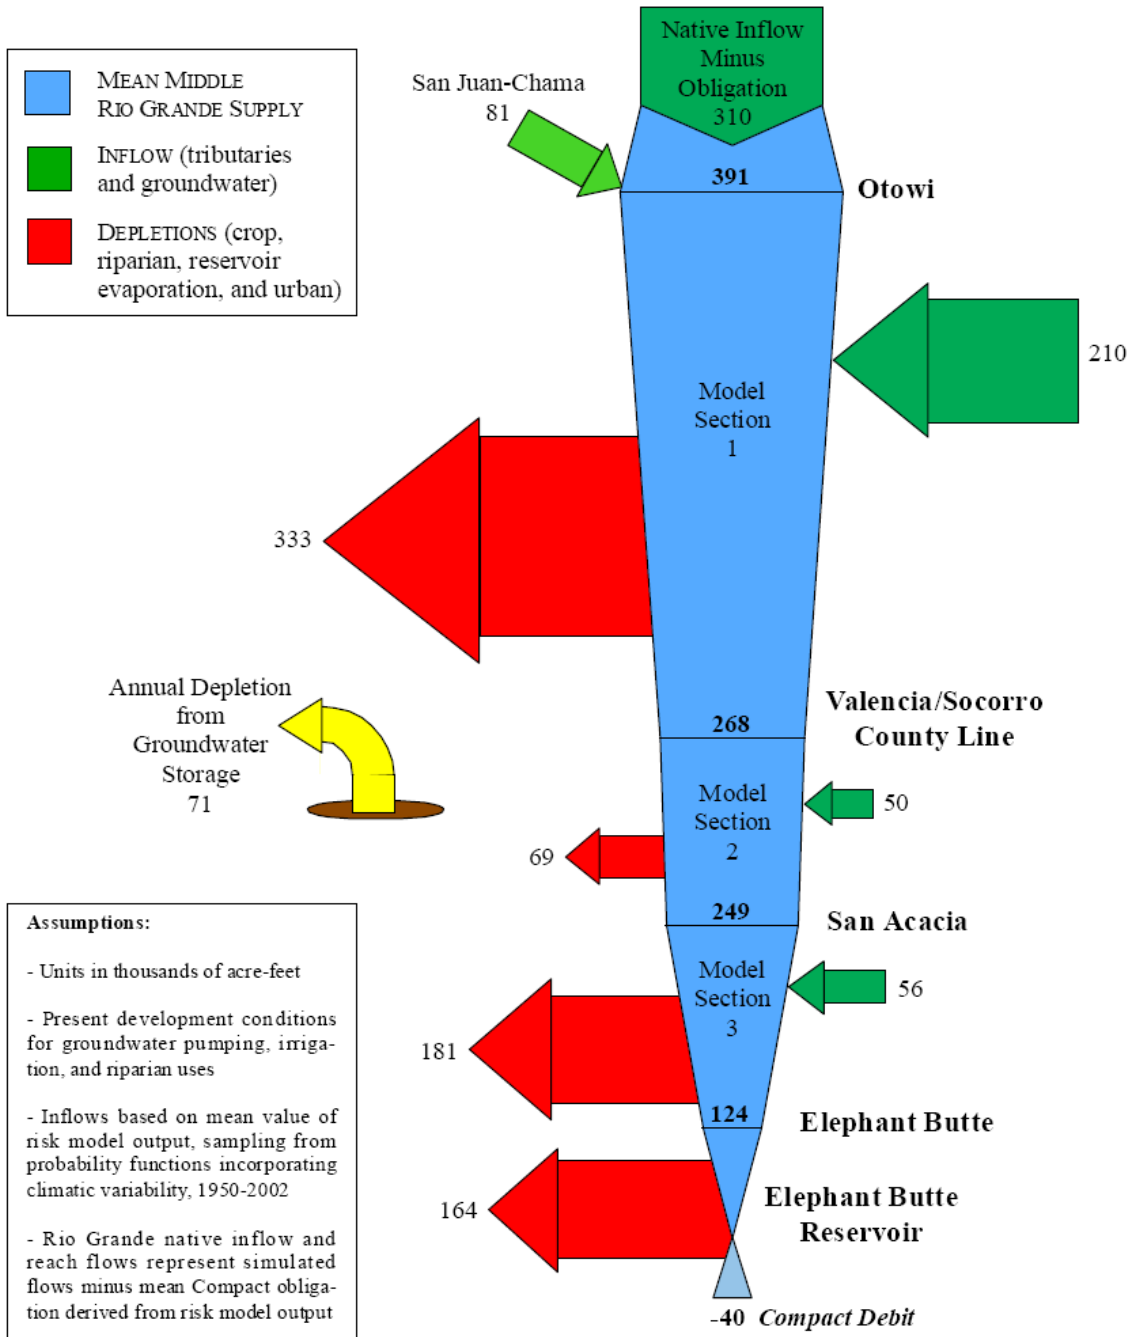 Native Inflow
Minus
Obligation
310
San Juan-Chama
81
MEAN MIDDLE
RIO GRANDE SUPPLY
INFLOW (tributaries
and groundwater)
DEPLETIONS (crop,
riparian, reservoir
evaporation, and urban)
391
Otowi
210
Model
Section
1
333
Annual Depletion
from
Groundwater
Storage
71
268
Valencia/Socorro
County Line
Model
Section
2
50
69
249
San Acacia
Model
Section
3
56
181
124
Elephant Butte
164
Elephant Butte
Reservoir
-40 Compact Debit
Assumptions:
- Units in thousands of acre-feet
- Present development conditions
for groundwater pumping, irriga-
tion, and riparian uses
- Inflows based on mean value of
risk model output, sampling from
probability functions incorporating
climatic variability, 1950-2002
- Rio Grande native inflow and
reach flows represent simulated
flows minus mean Compact obliga-
tion derived from risk model output